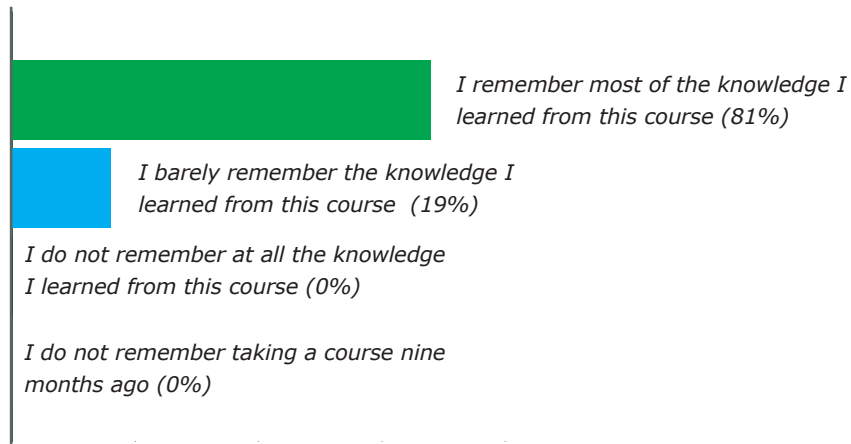 I remember most of the knowledge I
learned from this course (81%)
I barely remember the knowledge I
learned from this course (19%)
I do not remember at all the knowledge
I learned from this course (0%)
I do not remember taking a course nine
months ago (0%)